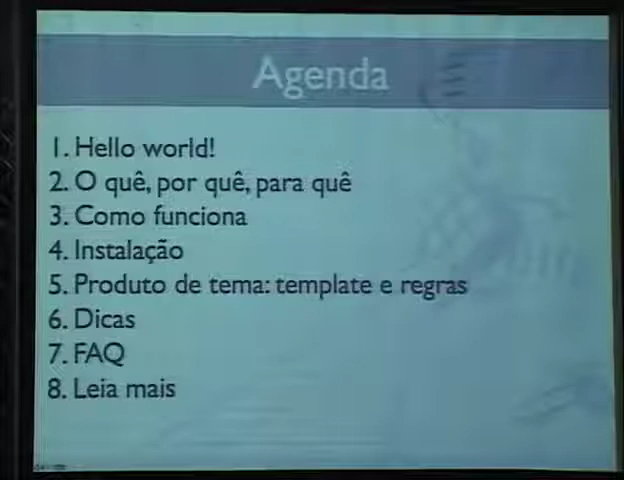 Agenda
1. Hello world!
2. O quê, por quê, para quê
3. Como funciona
4. Instalação
5. Produto de tema: template e regras
6. Dicas
7. FAQ
8. Leia mais